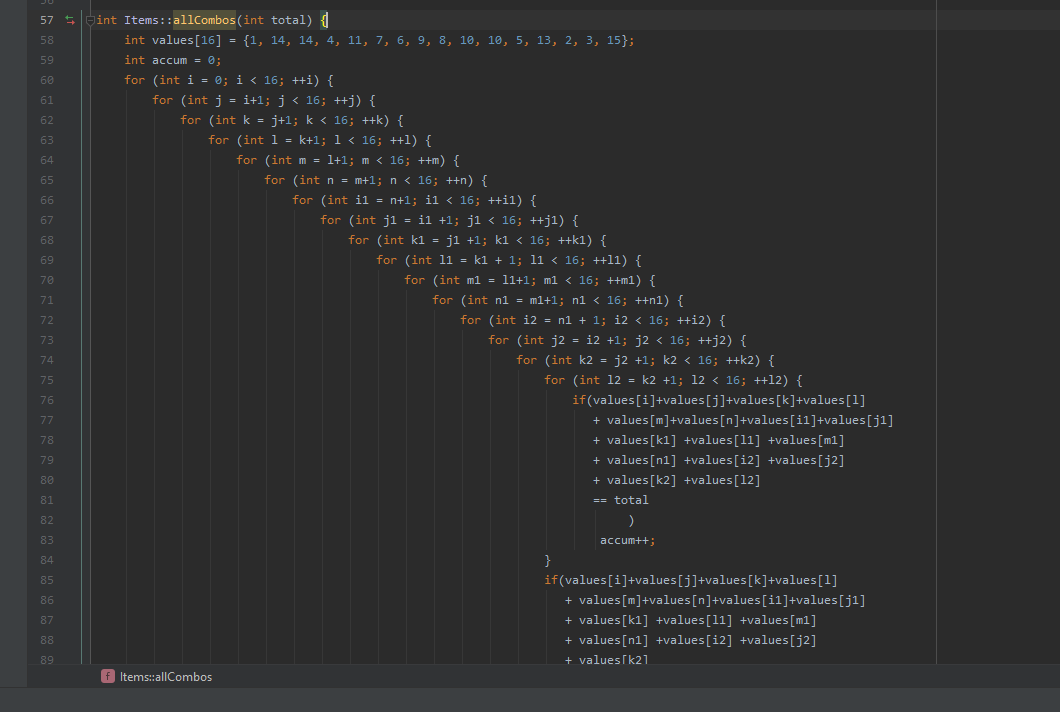 56
57 int Items::allCombos(int total) {
58 int values[16] = {1, 14, 14, 4, 11, 7, 6, 9, 8, 10, 10, 5, 13, 2, 3, 15};
59 int accum = 0;
60 for (int i = 0; i < 16; ++i) {
61 for (int j = i+1; j < 16; ++j) {
62 for (int k = j+1; k < 16; ++k) {
63 for (int l = k+1; l < 16; ++l) {
64 for (int m = l+1; m < 16; ++m) {
65 for (int n = m+1; n < 16; ++n) {
66 for (int i1 = n+1; i1 < 16; ++i1) {
67 for (int j1 = i1 +1; j1 < 16; ++j1) {
68 for (int k1 = j1 +1; k1 < 16; ++k1) {
69 for (int l1 = k1 + 1; l1 < 16; ++l1) {
70 for (int m1 = l1+1; m1 < 16; ++m1) {
71 for (int n1 = m1+1; n1 < 16; ++n1) {
72 for (int i2 = n1 + 1; i2 < 16; ++i2) {
73 for (int j2 = i2 +1; j2 < 16; ++j2) {
74 for (int k2 = j2 +1; k2 < 16; ++k2) {
75 for (int l2 = k2 +1; l2 < 16; ++l2) {
76 if(values[i]+values[j]+values[k]+values[l]
77 + values[m]+values[n]+values[i1]+values[j1]
78 + values[k1] +values[l1] +values[m1]
79 + values[n1] +values[i2] +values[j2]
80 + values[k2] +values[l2]
81 == total
82 )
83 accum++;
84 }
85 if(values[i]+values[j]+values[k]+values[l]
86 + values[m]+values[n]+values[i1]+values[j1]
87 + values[k1] +values[l1] +values[m1]
88 + values[n1] +values[i2] +values[j2]
89 + values[k2]
f Items::allCombos